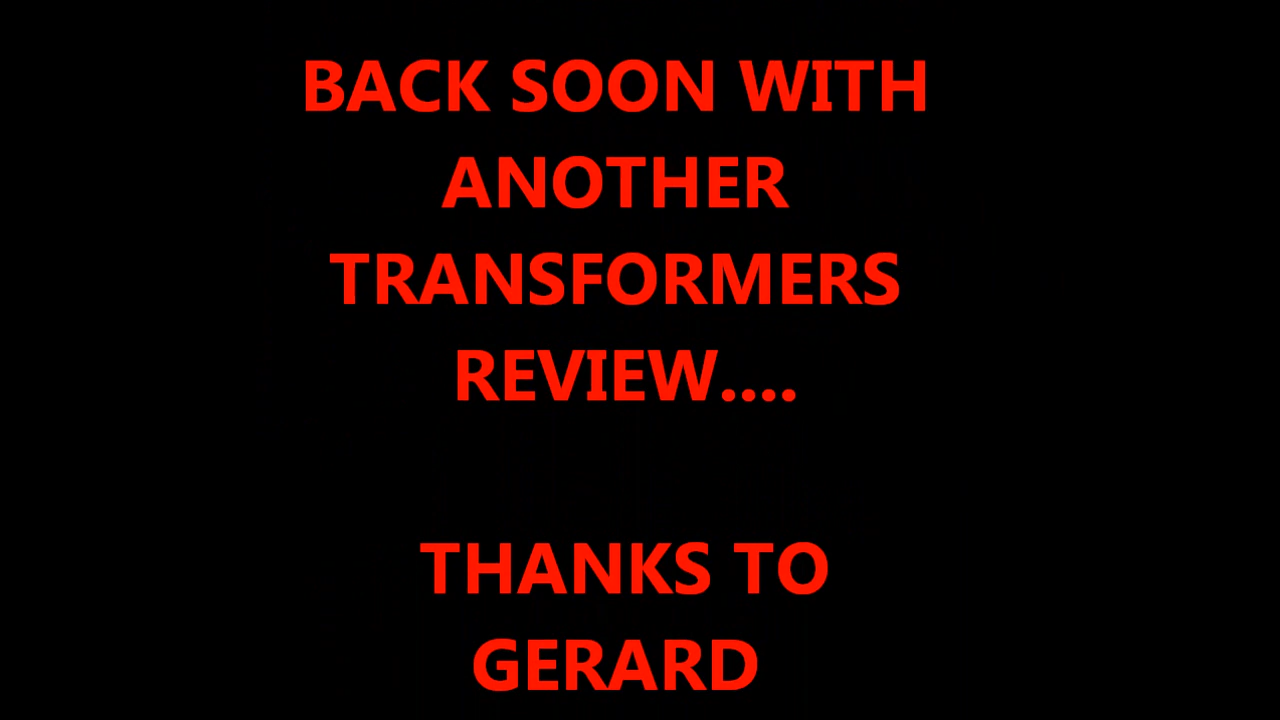 BACK SOON WITH
ANOTHER
TRANSFORMERS
REVIEW....
THANKS TO
GERARD